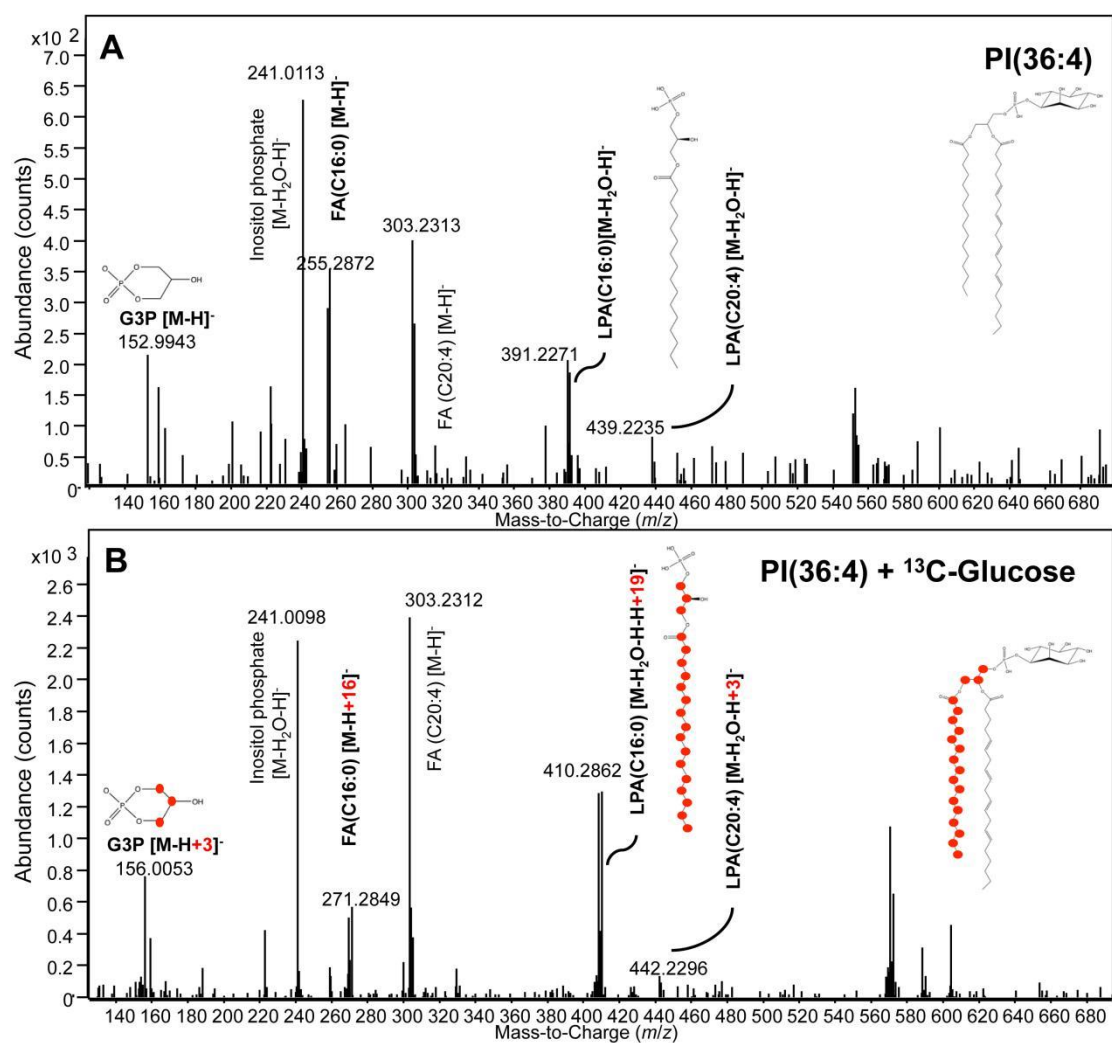 x10 2
A
PI(36:4)
7.0
6.5
6.0
5.5
5.0
4.5
4.0
3.5
3.0
2.5
2.0
1.5
1.0
0.5
0
Abundance (counts)
241.0113
Inositol phosphate
[M-H₂O-H]⁻
FA(C16:0) [M-H]⁻
255.2872
303.2313
FA (C20:4) [M-H]⁻
G3P [M-H]⁻
152.9943
391.2271
LPA(C16:0)[M-H₂O-H]⁻
439.2235
LPA(C20:4) [M-H₂O-H]⁻
140 160 180 200 220 240 260 280 300 320 340 360 380 400 420 440 460 480 500 520 540 560 580 600 620 640 660 680
Mass-to-Charge (m/z)
x10 3
B
PI(36:4) + ¹³C-Glucose
2.6
2.4
2.2
2.0
1.8
1.6
1.4
1.2
1.0
0.8
0.6
0.4
0.2
0
Abundance (counts)
241.0098
Inositol phosphate
[M-H₂O-H]⁻
FA(C16:0) [M-H+16]⁻
271.2849
303.2312
FA (C20:4) [M-H]⁻
G3P [M-H+3]⁻
156.0053
410.2862
LPA(C16:0) [M-H₂O-H-H+19]⁻
442.2296
LPA(C20:4) [M-H₂O-H+3]⁻
140 160 180 200 220 240 260 280 300 320 340 360 380 400 420 440 460 480 500 520 540 560 580 600 620 640 660 680
Mass-to-Charge (m/z)